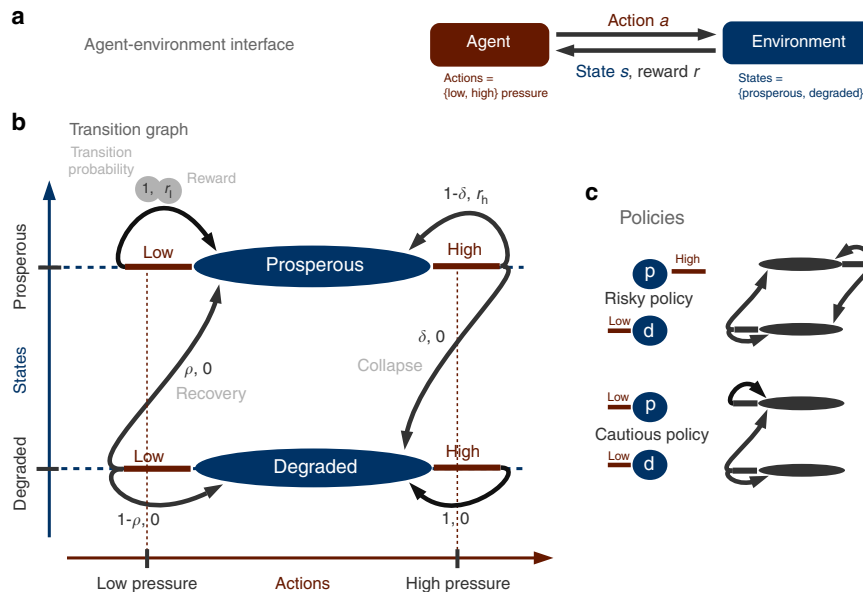 a
Agent-environment interface
Agent
Action a
Environment
State s, reward r
Actions =
{low, high} pressure
States =
{prosperous, degraded}
b
Transition graph
Transition
probability
Reward
1, rl
1-δ, rh
Low
Prosperous
High
ρ, 0
Recovery
δ, 0
Collapse
Low
Degraded
High
1-ρ, 0
1, 0
Prosperous
States
Degraded
Low pressure
Actions
High pressure
c
Policies
p
High
Risky policy
Low
d
Low
p
Cautious policy
Low
d